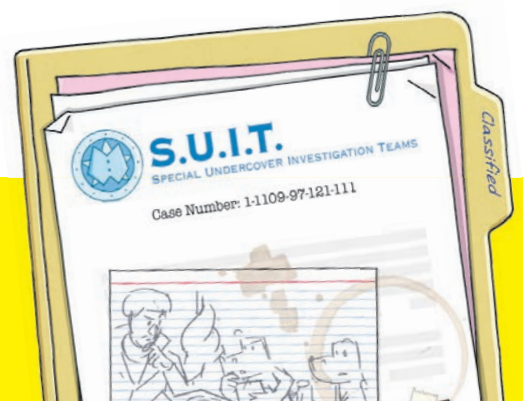 Classified
S.U.I.T.
SPECIAL UNDERCOVER INVESTIGATION TEAMS
Case Number: 1-1109-97-121-111